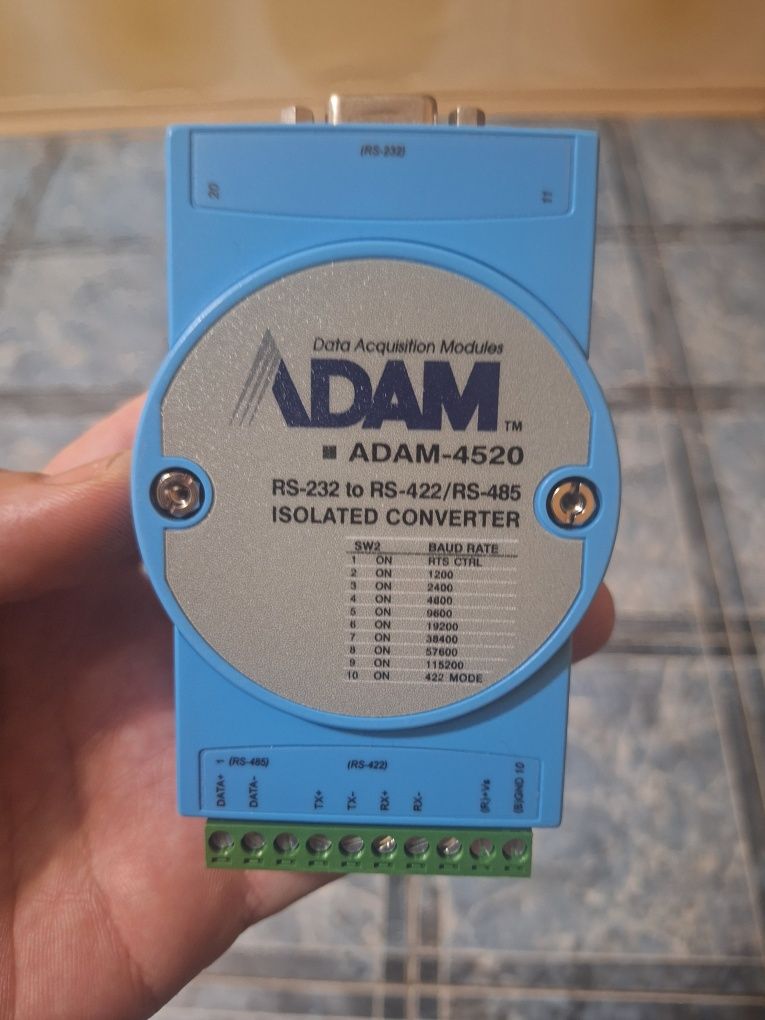 (RS-232)
20
11
Data Acquisition Modules
ADAM TM
ADAM-4520
RS-232 to RS-422/RS-485
ISOLATED CONVERTER
SW2 BAUD RATE
1 ON RTS CTRL
2 ON 1200
3 ON 2400
4 ON 4800
5 ON 9600
6 ON 19200
7 ON 38400
8 ON 57600
9 ON 115200
10 ON 422 MODE
1 (RS-485) (RS-422) 10
DATA+ DATA- TX+ TX- RX+ RX- (R)+Vs (B)GND